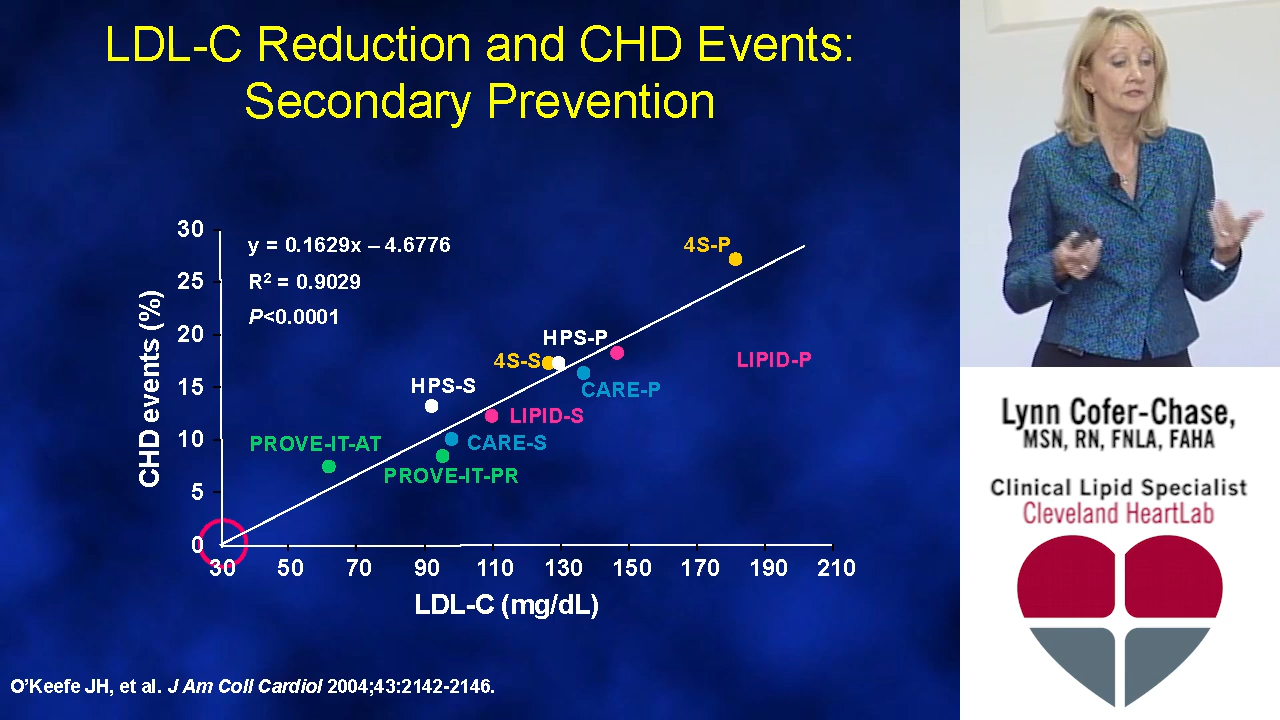 LDL-C Reduction and CHD Events:
Secondary Prevention
30
25
20
15
10
5
0
CHD events (%)
y = 0.1629x – 4.6776
R² = 0.9029
P<0.0001
4S-P
HPS-P
4S-S
LIPID-P
HPS-S
CARE-P
LIPID-S
PROVE-IT-AT
CARE-S
PROVE-IT-PR
30 50 70 90 110 130 150 170 190 210
LDL-C (mg/dL)
O’Keefe JH, et al. J Am Coll Cardiol 2004;43:2142-2146.
Lynn Cofer-Chase,
MSN, RN, FNLA, FAHA
Clinical Lipid Specialist
Cleveland HeartLab